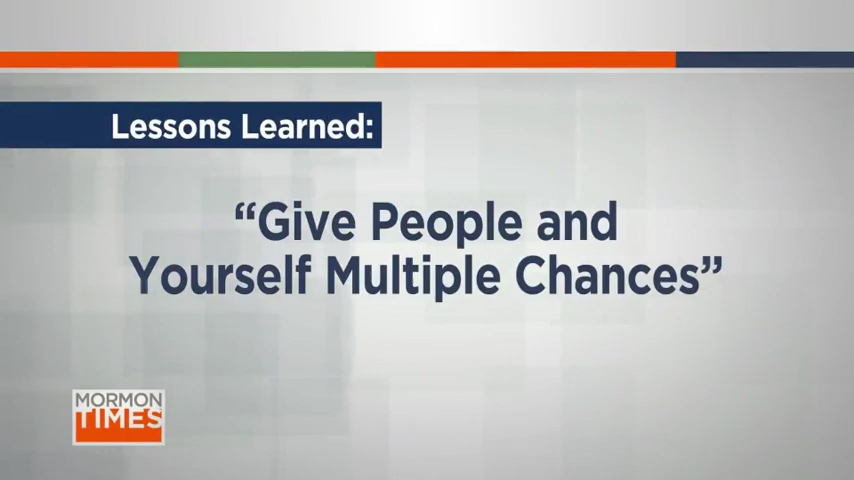 Lessons Learned:
“Give People and
Yourself Multiple Chances”
MORMON
TIMES